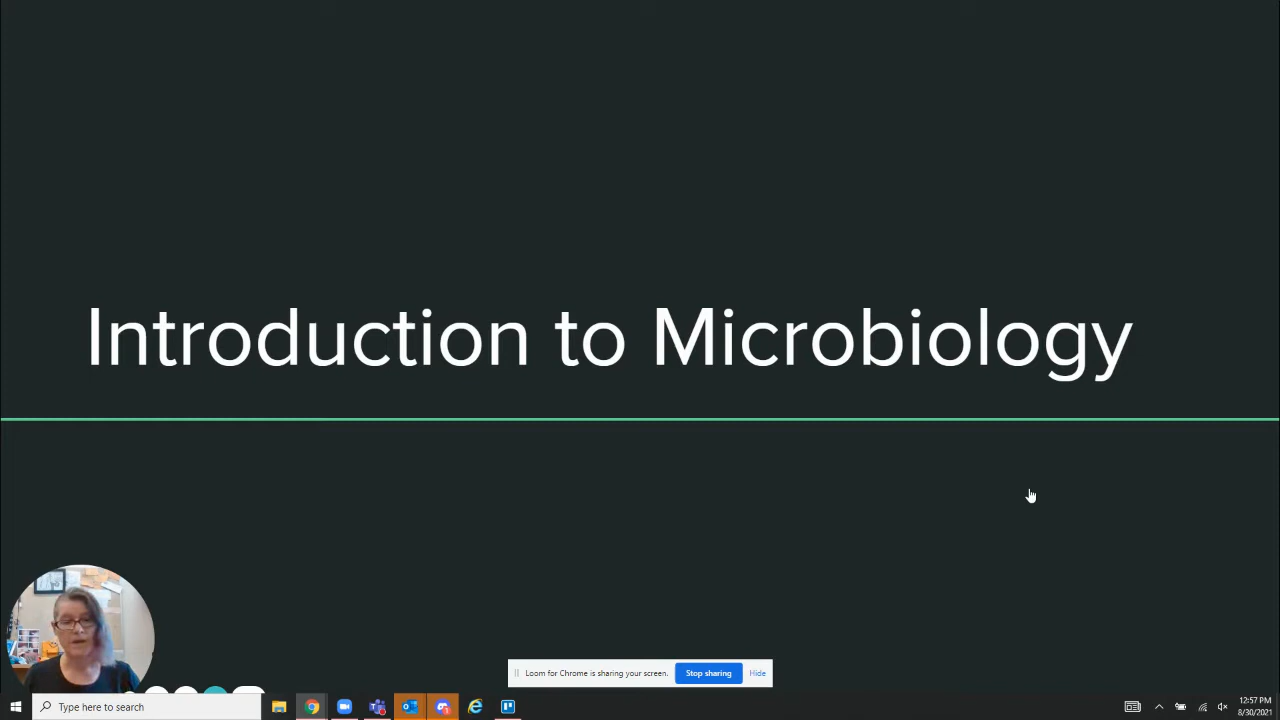 Introduction to Microbiology
Loom for Chrome is sharing your screen. Stop sharing Hide
Type here to search
12:57 PM
8/30/2021